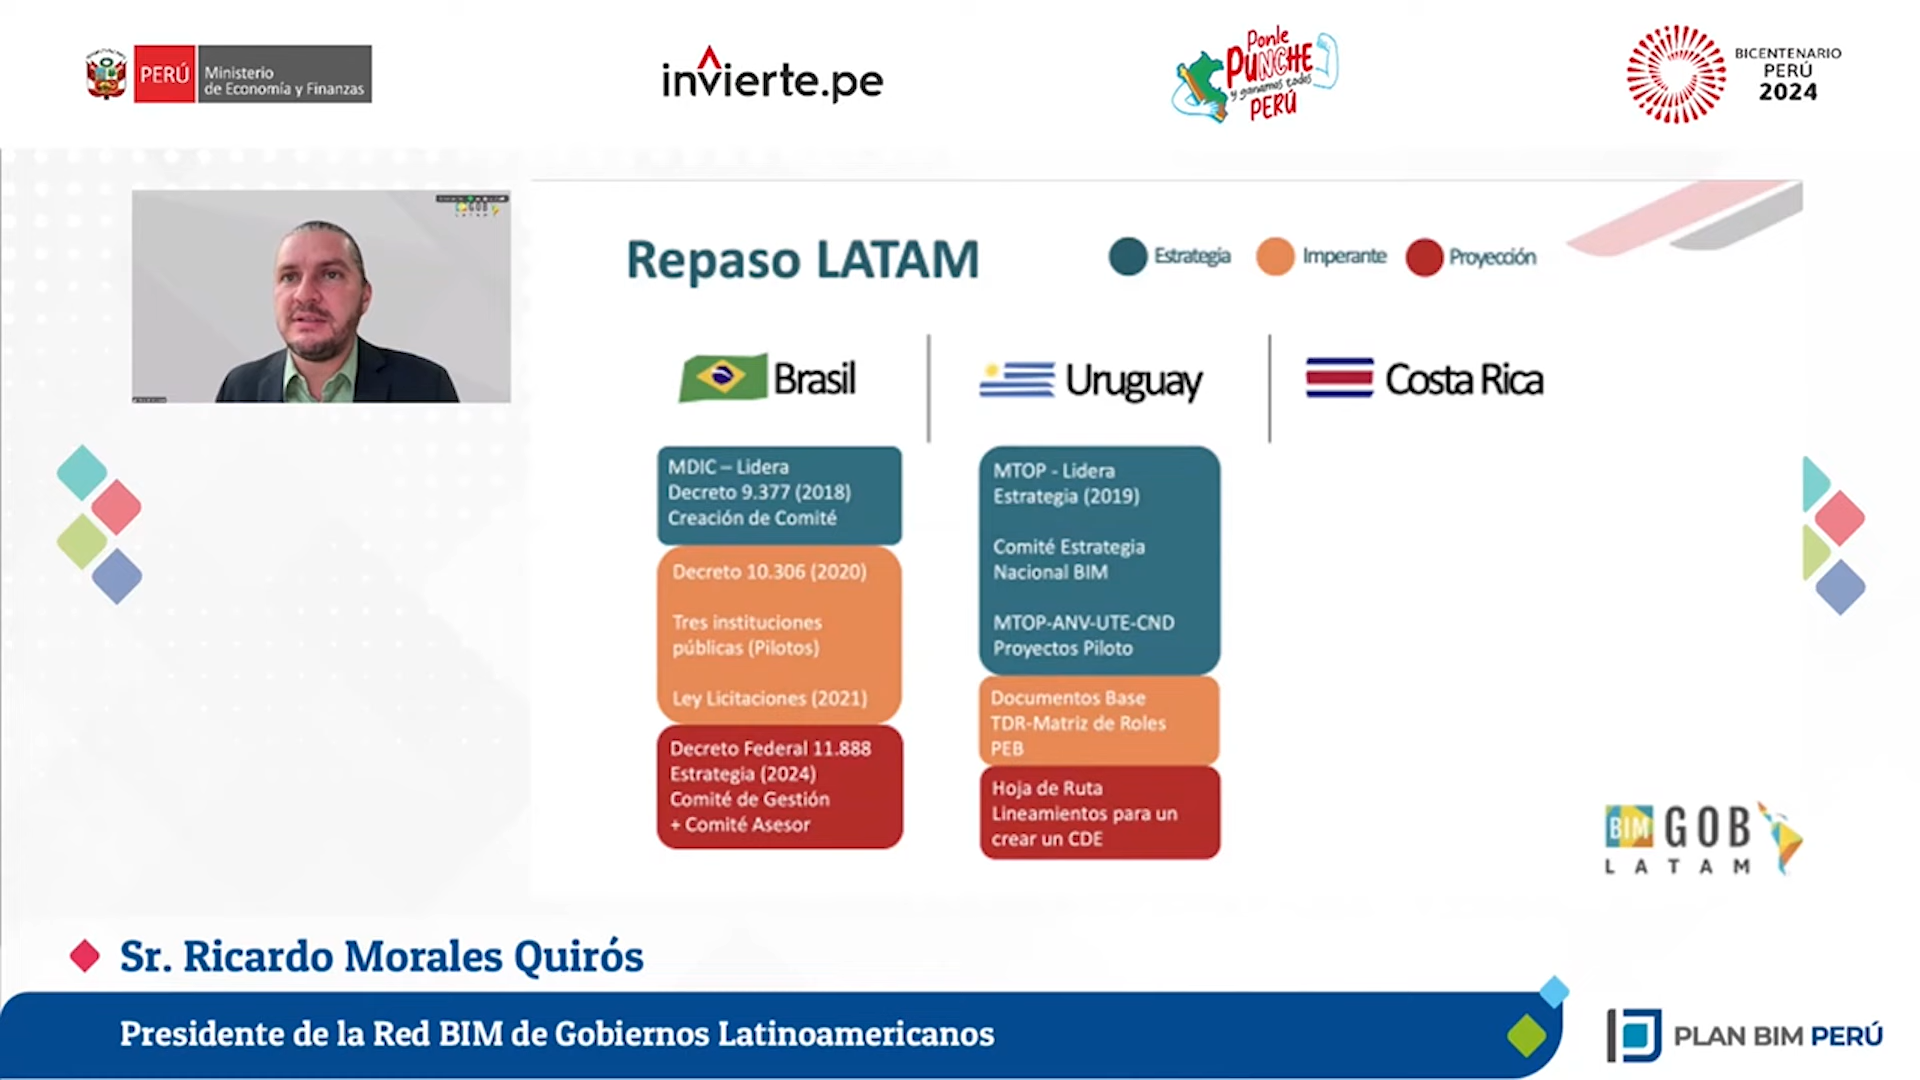 PERÚ
Ministerio
de Economía y Finanzas
invierte.pe
Ponle
PUNCHE
y ganamos todos
PERÚ
BICENTENARIO
PERÚ
2024
Repaso LATAM
Estrategia
Imperante
Proyección
Brasil
Uruguay
Costa Rica
MDIC – Lidera
Decreto 9.377 (2018)
Creación de Comité
Decreto 10.306 (2020)
Tres instituciones
públicas (Pilotos)
Ley Licitaciones (2021)
Decreto Federal 11.888
Estrategia (2024)
Comité de Gestión
+ Comité Asesor
MTOP - Lidera
Estrategia (2019)
Comité Estrategia
Nacional BIM
MTOP-ANV-UTE-CND
Proyectos Piloto
Documentos Base
TDR-Matriz de Roles
PEB
Hoja de Ruta
Lineamientos para un
crear un CDE
BIM GOB
LATAM
Sr. Ricardo Morales Quirós
Presidente de la Red BIM de Gobiernos Latinoamericanos
PLAN BIM PERÚ